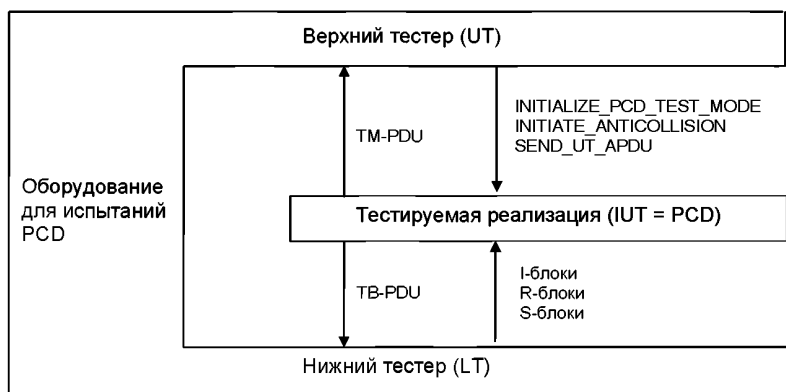 Верхний тестер (UT)
INITIALIZE_PCD_TEST_MODE
INITIATE_ANTICOLLISION
SEND_UT_APDU
TM-PDU
Оборудование
для испытаний
PCD
Тестируемая реализация (IUT = PCD)
TB-PDU
I-блоки
R-блоки
S-блоки
Нижний тестер (LT)